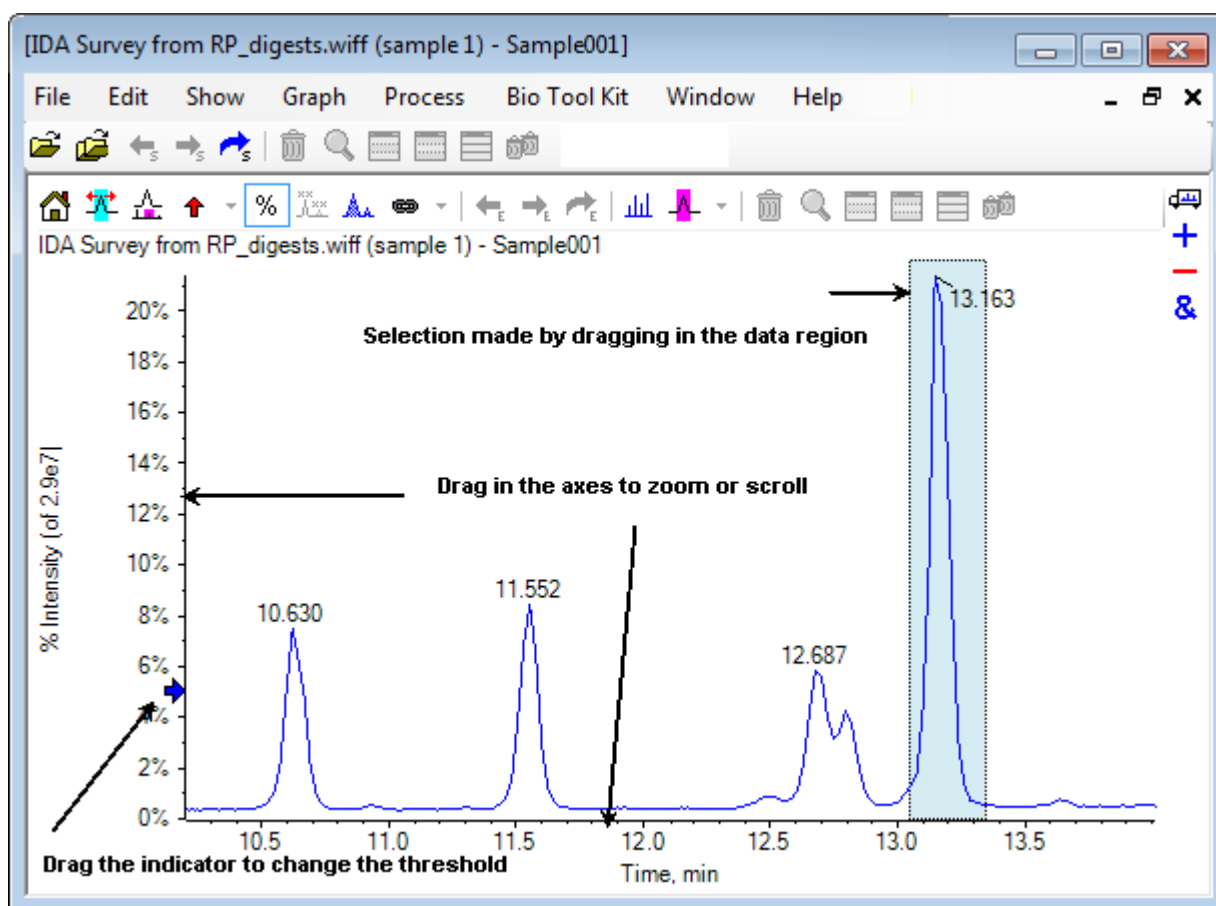 [IDA Survey from RP_digests.wiff (sample 1) - Sample001]
File Edit Show Graph Process Bio Tool Kit Window Help
S S S
% E E E
IDA Survey from RP_digests.wiff (sample 1) - Sample001
&
20%
13.163
Selection made by dragging in the data region
18%
16%
14%
Drag in the axes to zoom or scroll
12%
10%
% Intensity (of 2.9e7)
11.552
10.630
8%
12.687
6%
4%
2%
0%
10.5 11.0 11.5 12.0 12.5 13.0 13.5
Drag the indicator to change the threshold
Time, min